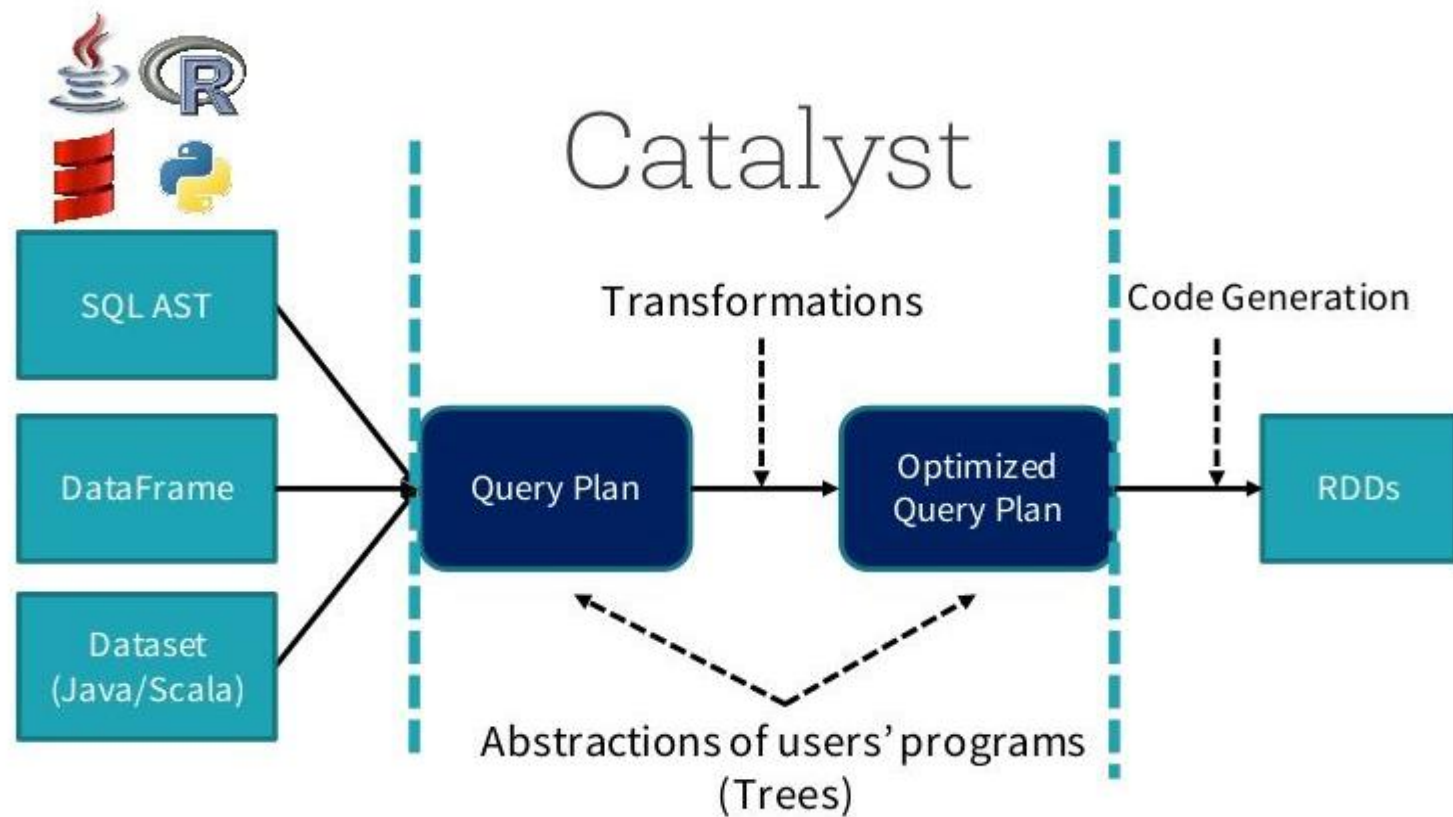 R
Catalyst
SQL AST
DataFrame
Dataset
(Java/Scala)
Transformations
Query Plan
Optimized
Query Plan
Abstractions of users’ programs
(Trees)
Code Generation
RDDs